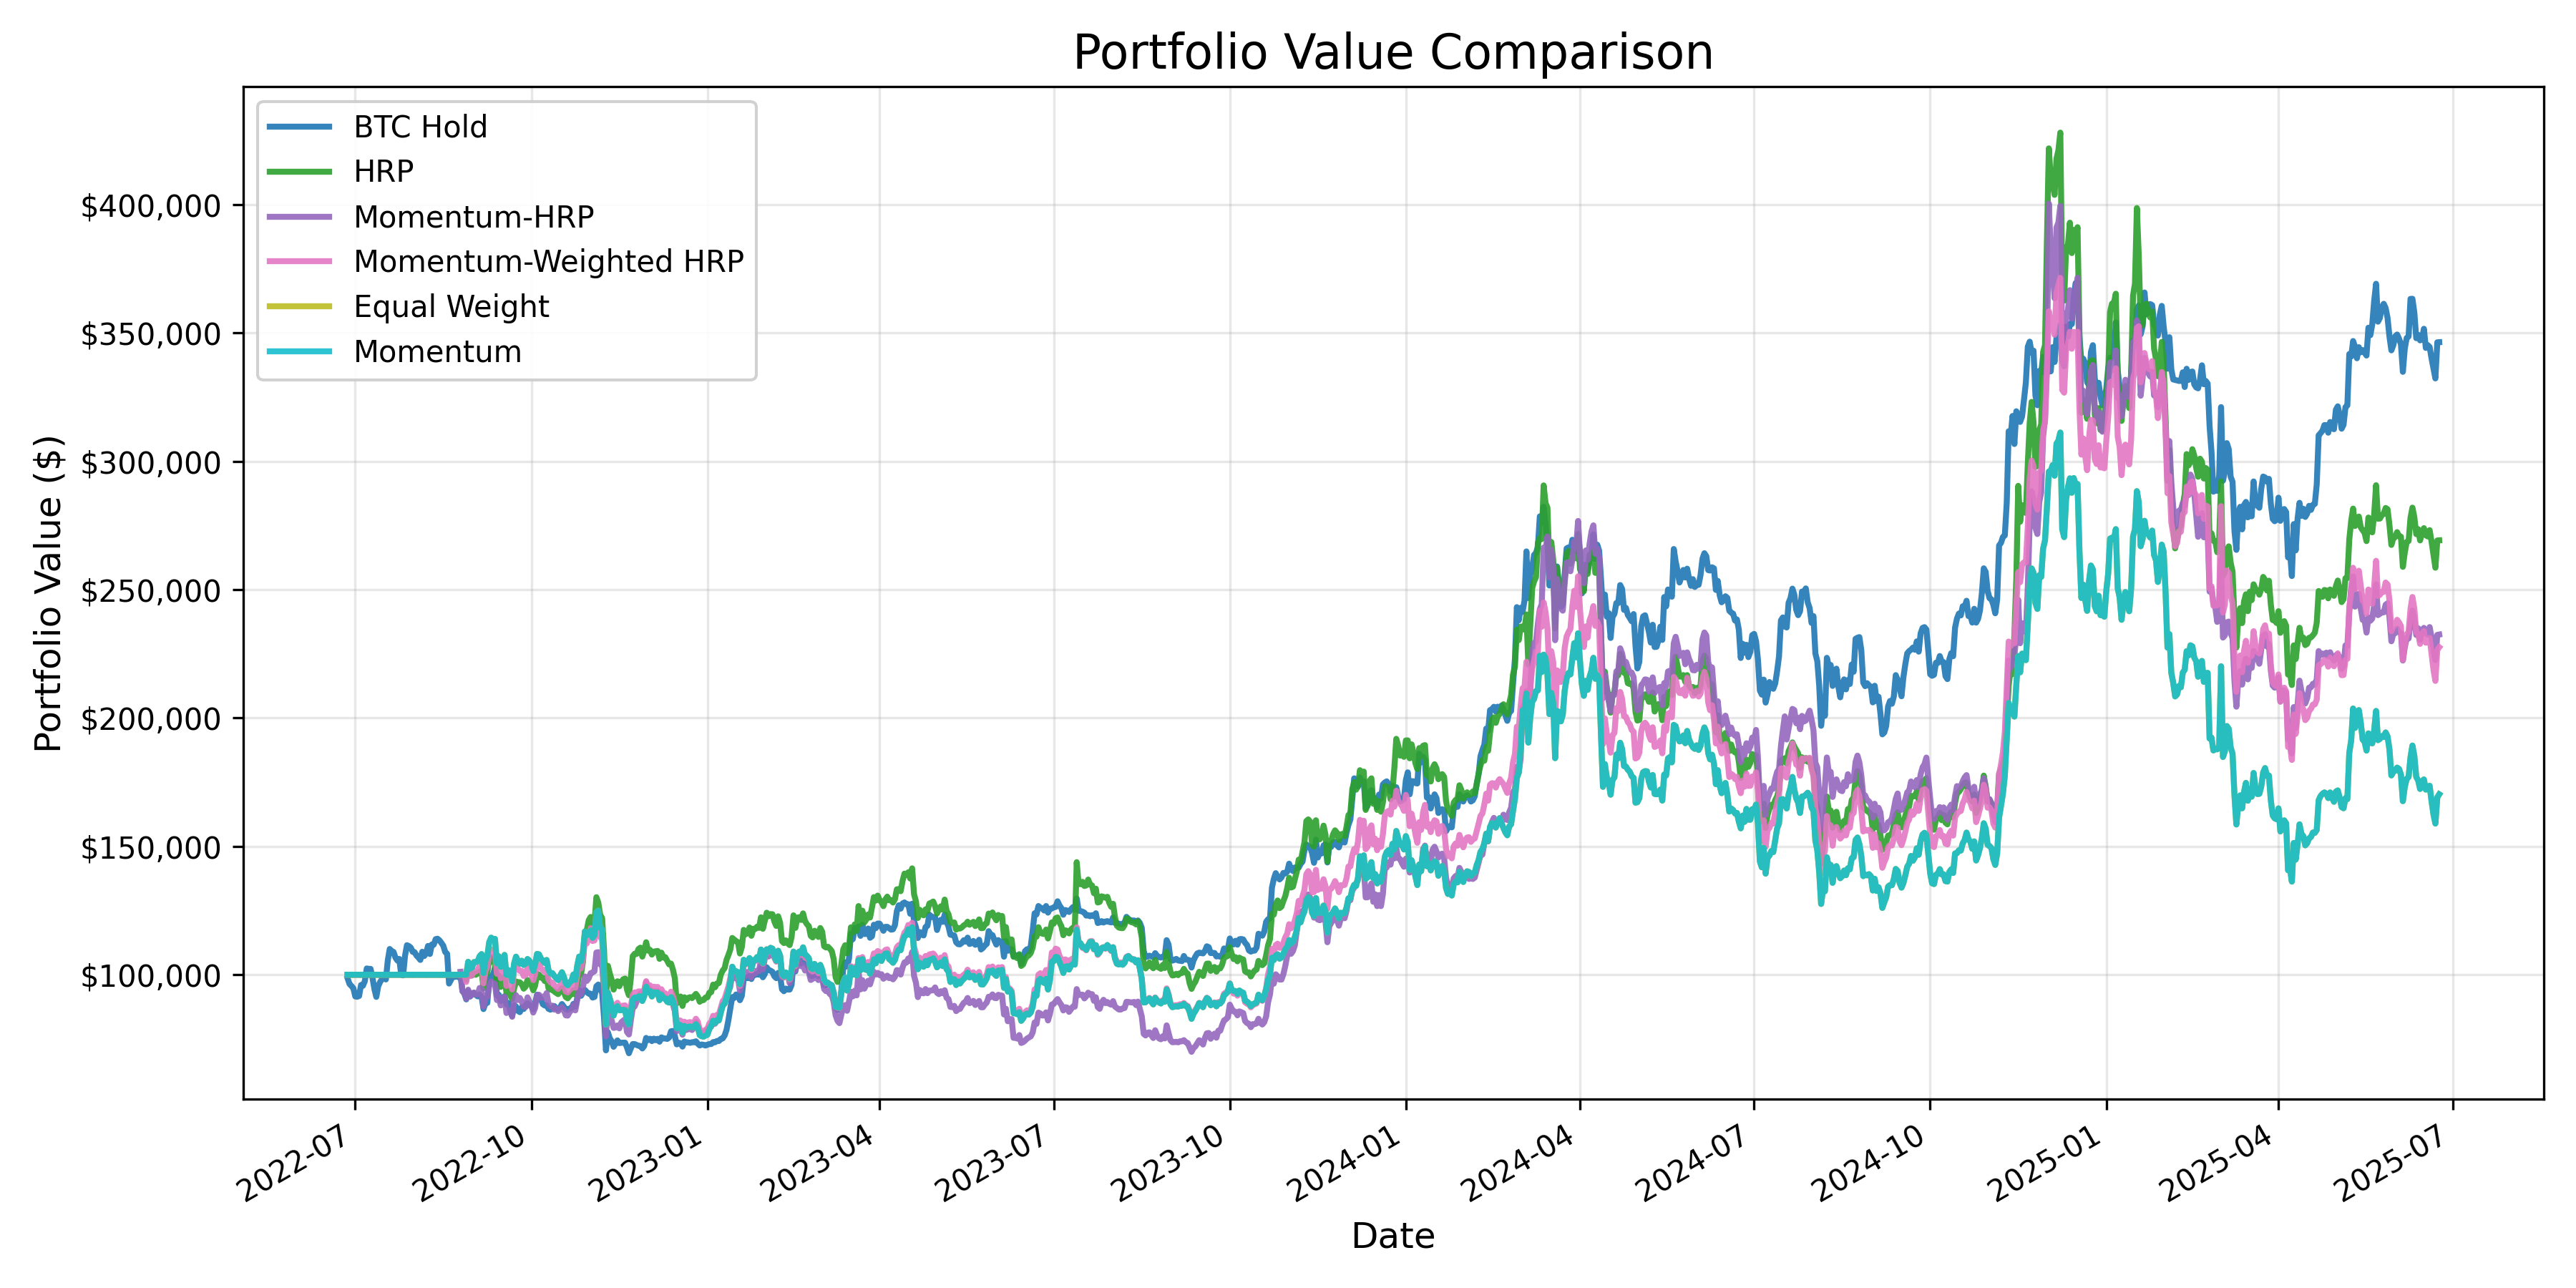 Portfolio Value Comparison
BTC Hold
HRP
Momentum-HRP
Momentum-Weighted HRP
Equal Weight
Momentum
Portfolio Value ($)
$400,000
$350,000
$300,000
$250,000
$200,000
$150,000
$100,000
2022-07
2022-10
2023-01
2023-04
2023-07
2023-10
2024-01
2024-04
2024-07
2024-10
2025-01
2025-04
2025-07
Date